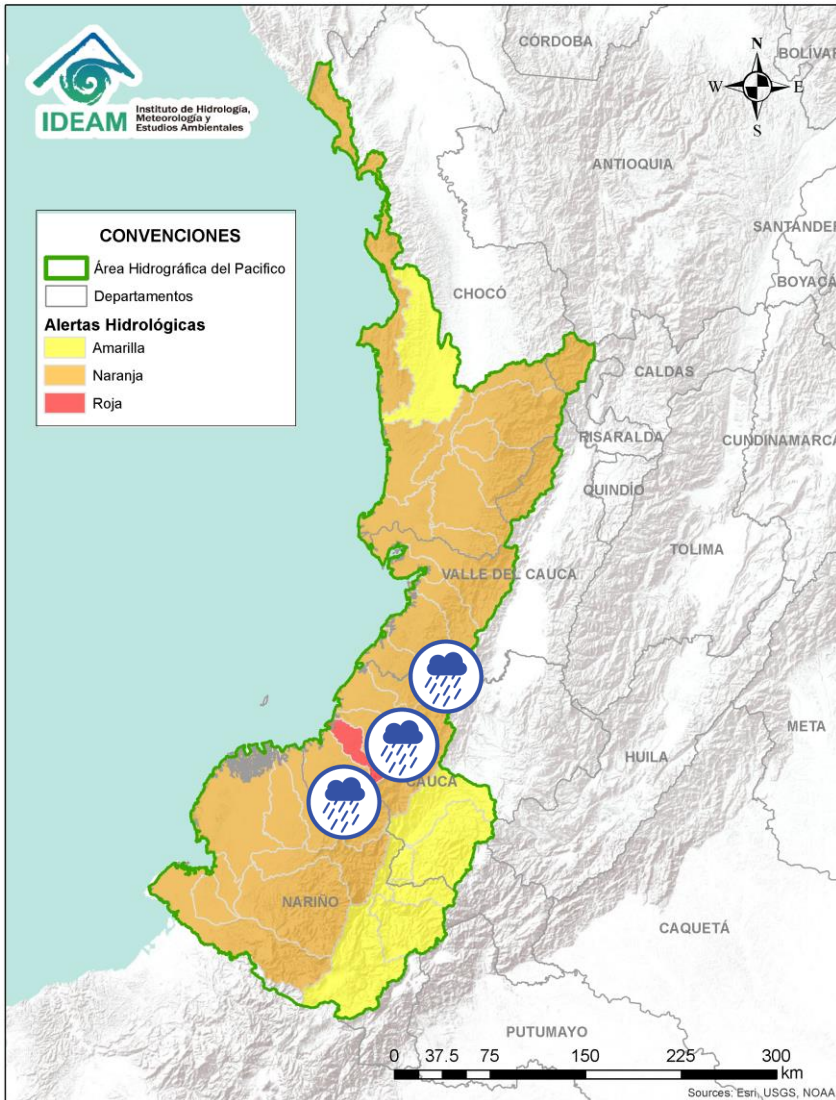 IDEAM
Instituto de Hidrología,
Meteorología y
Estudios Ambientales
CONVENCIONES
Área Hidrográfica del Pacifico
Departamentos
Alertas Hidrológicas
Amarilla
Naranja
Roja
N
W
E
S
CÓRDOBA
BOLÍVAR
ANTIOQUIA
SANTANDER
BOYACÁ
CHOCÓ
CALDAS
RISARALDA
CUNDINAMARCA
QUINDÍO
TOLIMA
VALLE DEL CAUCA
META
HUILA
CAUCA
NARIÑO
CAQUETÁ
PUTUMAYO
0 37.5 75 150 225 300
km
Sources: Esri, USGS, NOAA